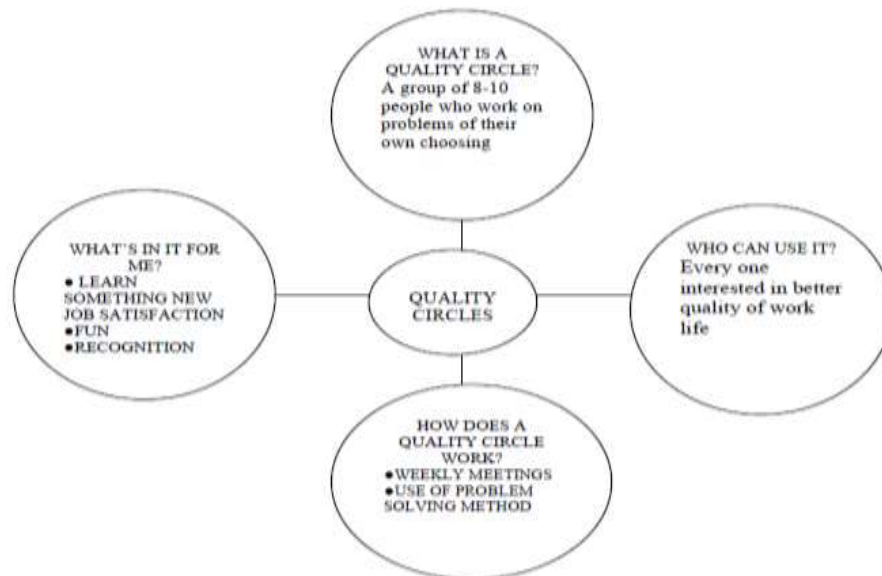 WHAT IS A
QUALITY CIRCLE?
A group of 8-10
people who work on
problems of their
own choosing
WHAT'S IN IT FOR
ME?
● LEARN
SOMETHING NEW
JOB SATISFACTION
●FUN
●RECOGNITION
QUALITY
CIRCLES
WHO CAN USE IT?
Every one
interested in better
quality of work
life
HOW DOES A
QUALITY CIRCLE
WORK?
●WEEKLY MEETINGS
●USE OF PROBLEM
SOLVING METHOD